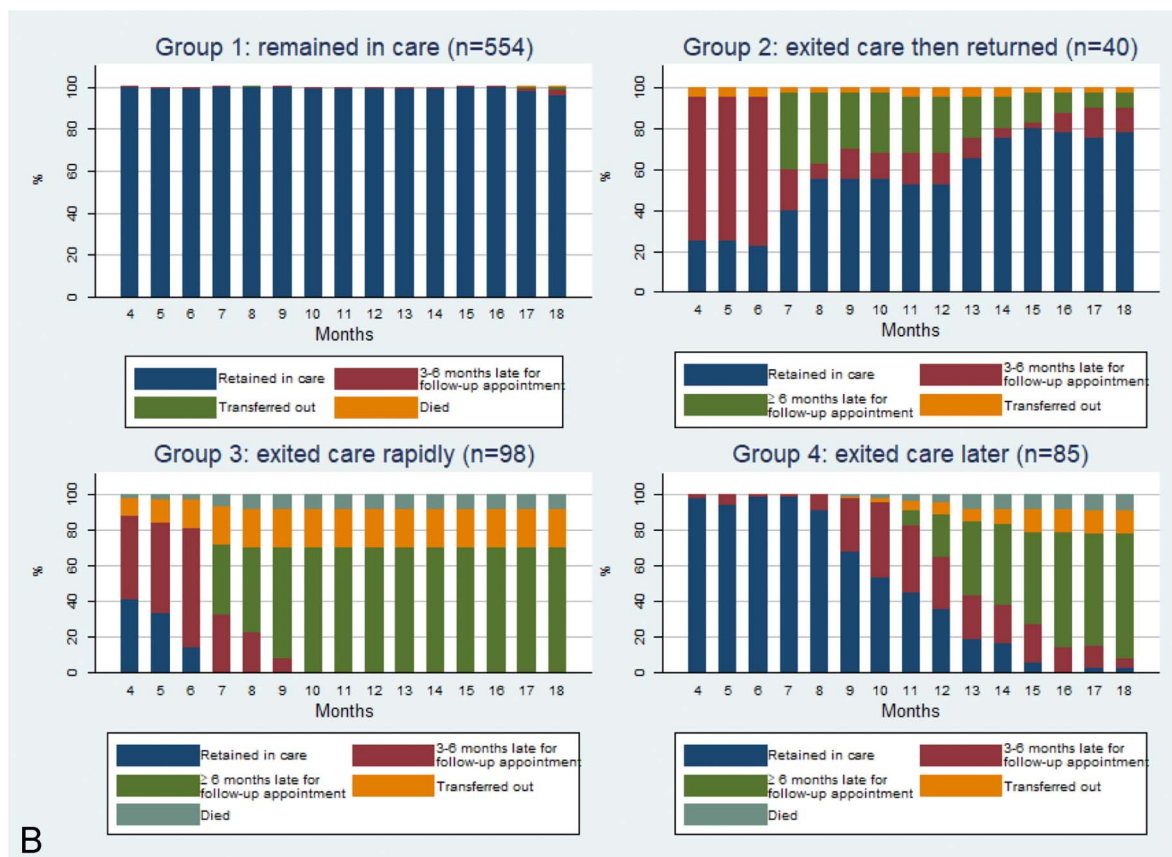 Group 1: remained in care (n=554)
%
0 20 40 60 80 100
4 5 6 7 8 9 10 11 12 13 14 15 16 17 18
Months
Retained in care
3-6 months late for
follow-up appointment
Transferred out
Died
Group 2: exited care then returned (n=40)
%
0 20 40 60 80 100
4 5 6 7 8 9 10 11 12 13 14 15 16 17 18
Months
Retained in care
3-6 months late for
follow-up appointment
≥ 6 months late for
follow-up appointment
Transferred out
Group 3: exited care rapidly (n=98)
%
0 20 40 60 80 100
4 5 6 7 8 9 10 11 12 13 14 15 16 17 18
Months
Retained in care
3-6 months late for
follow-up appointment
≥ 6 months late for
follow-up appointment
Transferred out
Died
Group 4: exited care later (n=85)
%
0 20 40 60 80 100
4 5 6 7 8 9 10 11 12 13 14 15 16 17 18
Months
Retained in care
3-6 months late for
follow-up appointment
≥ 6 months late for
follow-up appointment
Transferred out
Died
B